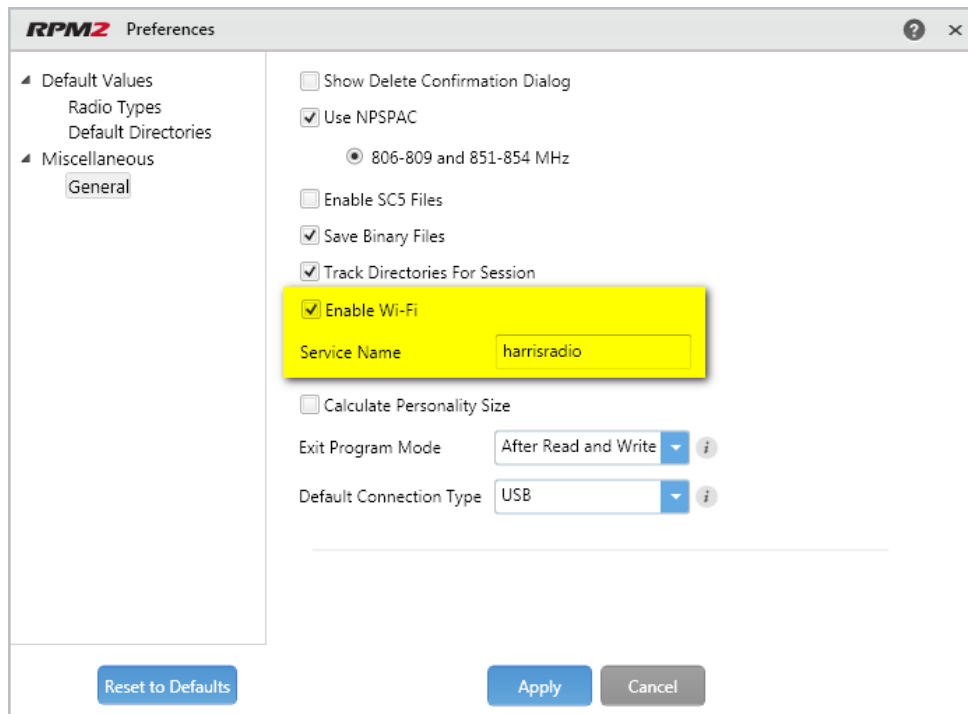 RPM2 Preferences
Default Values
Radio Types
Default Directories
Miscellaneous
General
Show Delete Confirmation Dialog
Use NPSPAC
806-809 and 851-854 MHz
Enable SC5 Files
Save Binary Files
Track Directories For Session
Enable Wi-Fi
Service Name harrisradio
Calculate Personality Size
Exit Program Mode After Read and Write
Default Connection Type USB
Reset to Defaults Apply Cancel